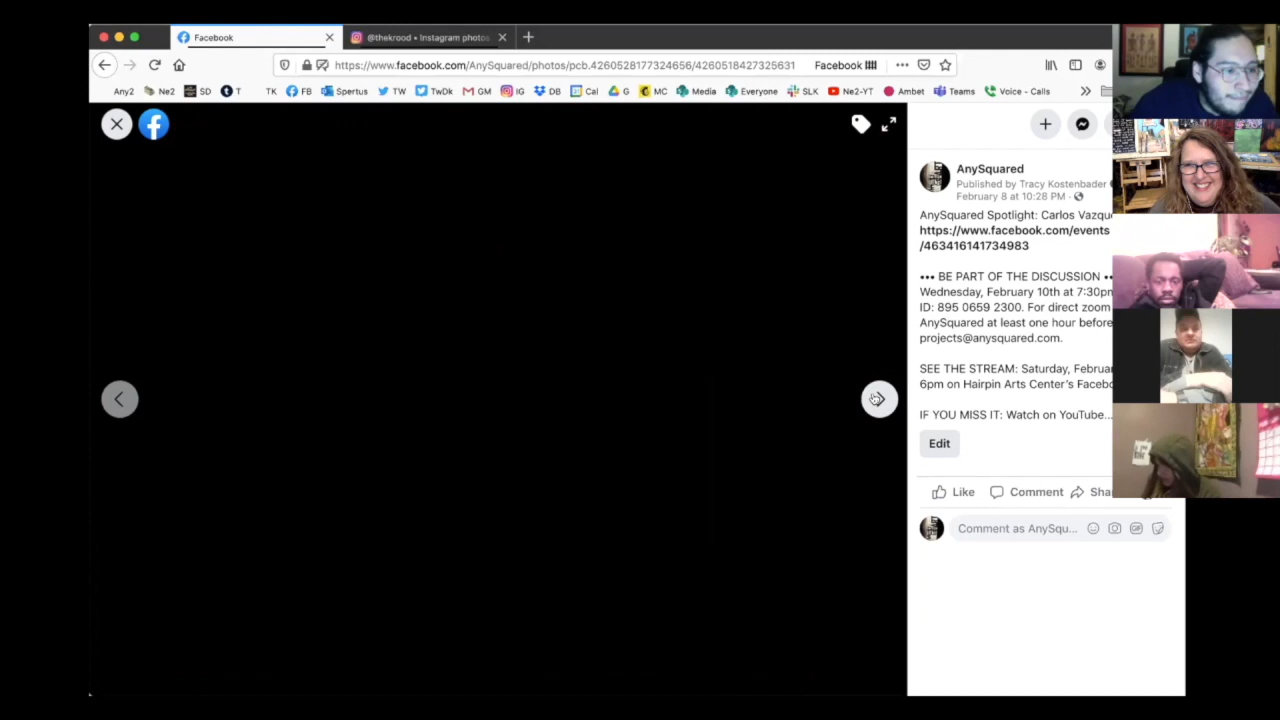 Facebook
@thekrood • Instagram photos
https://www.facebook.com/AnySquared/photos/pcb.4260528177324656/4260518427325631
Facebook
Any2 Ne2 SD T TK FB Spertus TW TwDk GM IG DB Cal G MC Media Everyone SLK Ne2-YT Ambet Teams Voice - Calls
AnySquared
Published by Tracy Kostenbader
February 8 at 10:28 PM ·
AnySquared Spotlight: Carlos
https://www.facebook.com/events
/463416141734983
••• BE PART OF THE DISCUSSION ••
Wednesday, February 10th at 7:30pm
ID: 895 0659 2300. For direct zoom
AnySquared at least one hour before
projects@anysquared.com.
SEE THE STREAM: Saturday,
6pm on Hairpin Arts Center's
IF YOU MISS IT: Watch on YouTube...
Edit
Like Comment
Comment as AnySqu...